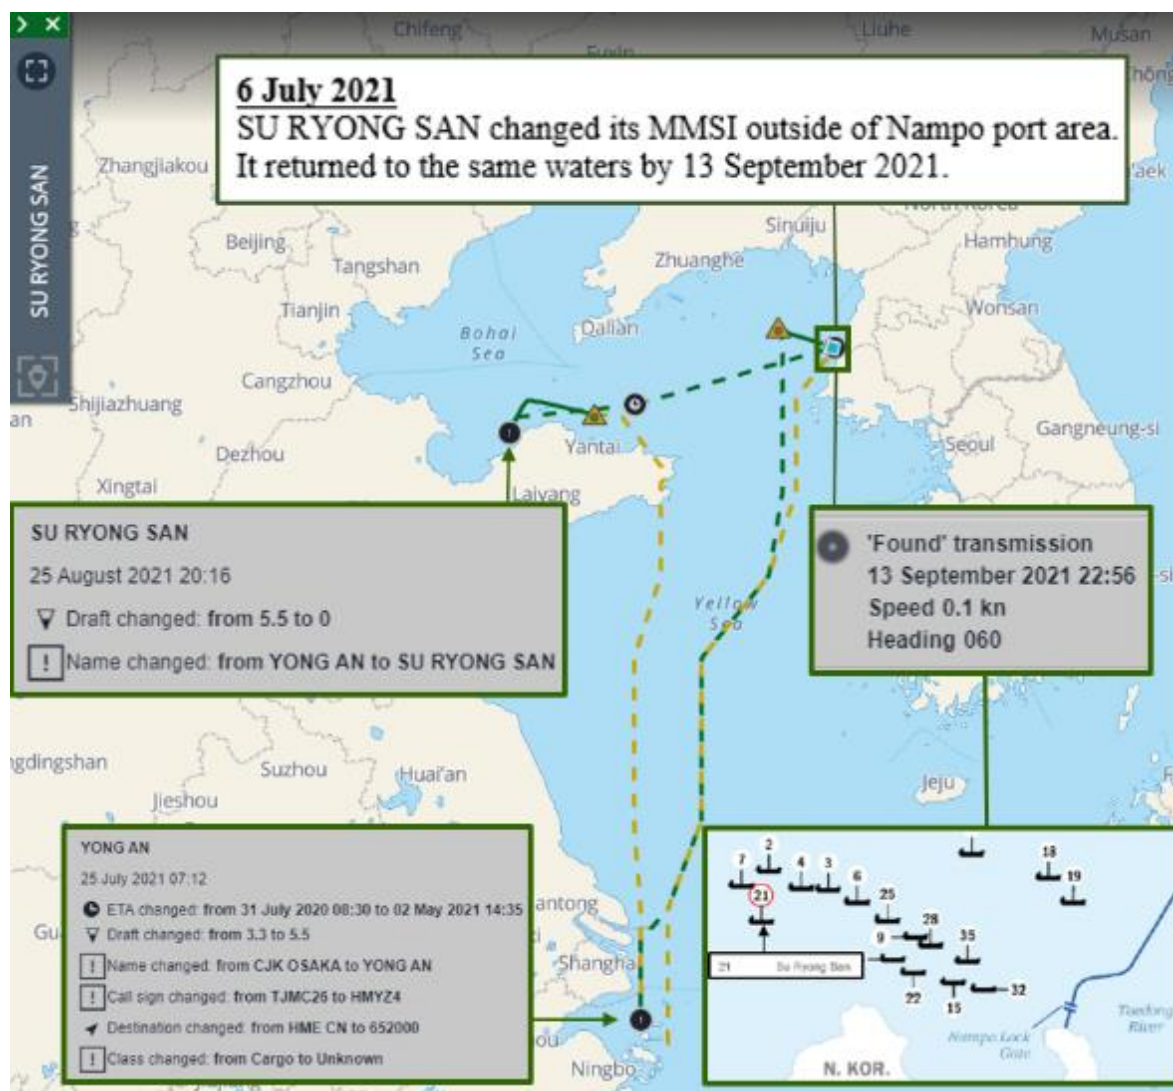 Chifeng
Liuhe
Musan
Fuxin
6 July 2021
SU RYONG SAN changed its MMSI outside of Nampo port area.
It returned to the same waters by 13 September 2021.
SU RYONG SAN
Zhangjiakou
Sinuiju
Beijing
Hamhung
Tangshan
Zhuanghe
Tianjin
Wonsan
Bohai
Sea
Dalian
Cangzhou
Shijiazhuang
an
Yantai
Seoul
Gangneung-si
Dezhou
Xingtai
Laiyang
SU RYONG SAN
25 August 2021 20:16
Draft changed: from 5.5 to 0
! Name changed: from YONG AN to SU RYONG SAN
'Found' transmission
13 September 2021 22:56
Speed 0.1 kn
Heading 060
Yellow
Sea
ngdingshan
Suzhou
Huai'an
Jieshou
Jeju
YONG AN
25 July 2021 07:12
ETA changed: from 31 July 2020 08:30 to 02 May 2021 14:35
Draft changed: from 3.3 to 5.5
! Name changed: from CJK OSAKA to YONG AN
! Call sign changed: from TJMC26 to HMYZ4
Destination changed: from HME CN to 652000
! Class changed: from Cargo to Unknown
antong
Shangha
ou
Ningbo
2
7
4
3
6
18
19
21
25
28
9
35
22
15
32
21 Su Ryong San
Nampo Lock
Gate
Taedong
River
N. KOR.